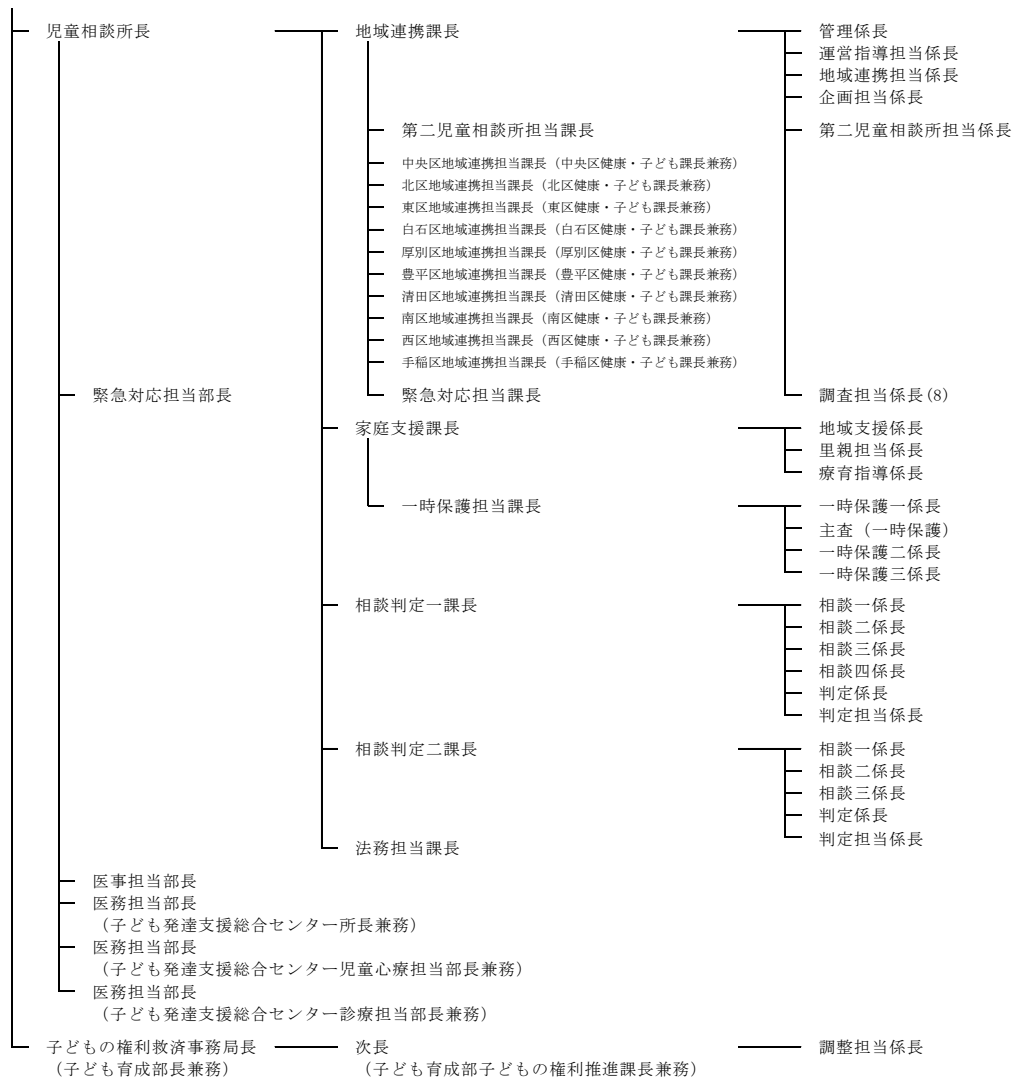 児童相談所長 地域連携課長 管理係長
運営指導担当係長
地域連携担当係長
企画担当係長
第二児童相談所担当課長 第二児童相談所担当係長
中央区地域連携担当課長（中央区健康・子ども課長兼務）
北区地域連携担当課長（北区健康・子ども課長兼務）
東区地域連携担当課長（東区健康・子ども課長兼務）
白石区地域連携担当課長（白石区健康・子ども課長兼務）
厚別区地域連携担当課長（厚別区健康・子ども課長兼務）
豊平区地域連携担当課長（豊平区健康・子ども課長兼務）
清田区地域連携担当課長（清田区健康・子ども課長兼務）
南区地域連携担当課長（南区健康・子ども課長兼務）
西区地域連携担当課長（西区健康・子ども課長兼務）
手稲区地域連携担当課長（手稲区健康・子ども課長兼務）
緊急対応担当部長 緊急対応担当課長 調査担当係長(8)
家庭支援課長 地域支援係長
里親担当係長
療育指導係長
一時保護担当課長 一時保護一係長
主査（一時保護）
一時保護二係長
一時保護三係長
相談判定一課長 相談一係長
相談二係長
相談三係長
相談四係長
判定係長
判定担当係長
相談判定二課長 相談一係長
相談二係長
相談三係長
判定係長
判定担当係長
法務担当課長
医事担当部長
医務担当部長
（子ども発達支援総合センター所長兼務）
医務担当部長
（子ども発達支援総合センター児童心療担当部長兼務）
医務担当部長
（子ども発達支援総合センター診療担当部長兼務）
子どもの権利救済事務局長 次長 調整担当係長
（子ども育成部長兼務） （子ども育成部子どもの権利推進課長兼務）